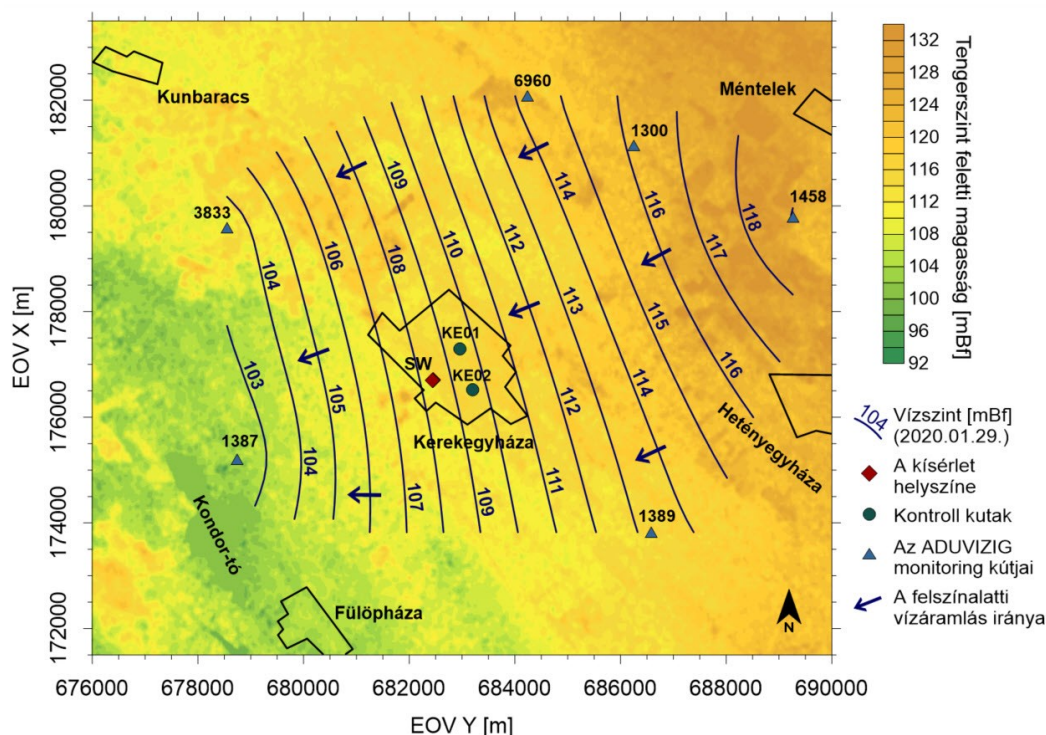 Kunbaracs
6960
Méntelek
1300
1458
3833
109
114
116
118
104
106
108
110
112
117
113
115
116
KE01
SW
KE02
103
105
114
112
Kerekegyháza
Hetényegyháza
1387
104
107
109
111
1389
Kondor-tó
Fülöpháza
N
182000
180000
178000
176000
174000
172000
EOV X [m]
676000 678000 680000 682000 684000 686000 688000 690000
EOV Y [m]
132
128
124
120
116
112
108
104
100
96
92
Tengerszint feletti magasság [mBf]
104 Vízszint [mBf]
(2020.01.29.)
A kísérlet
helyszíne
Kontroll kutak
Az ADUVIZIG
monitoring kútjai
A felszínalatti
vízáramlás iránya